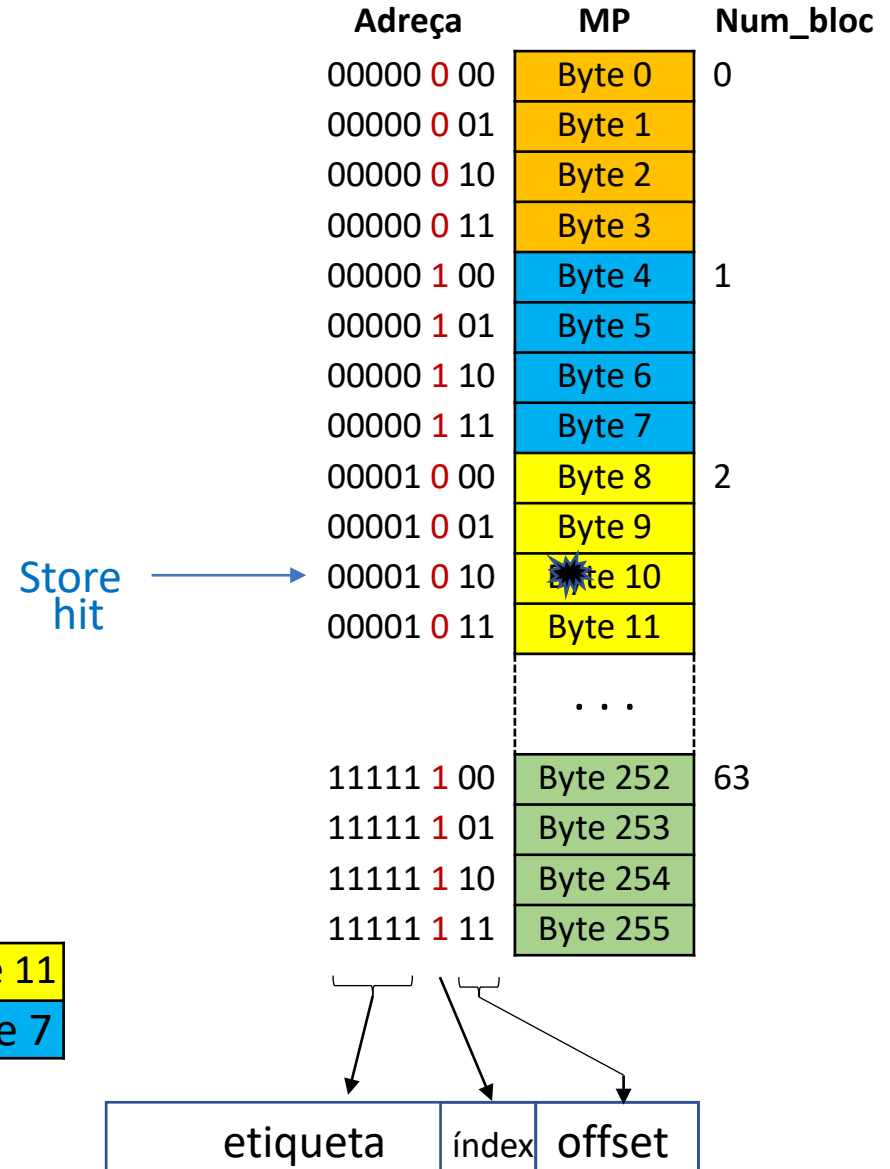 Adreça MP Num_bloc
00000 0 00 Byte 0 0
00000 0 01 Byte 1
00000 0 10 Byte 2
00000 0 11 Byte 3
00000 1 00 Byte 4 1
00000 1 01 Byte 5
00000 1 10 Byte 6
00000 1 11 Byte 7
00001 0 00 Byte 8 2
00001 0 01 Byte 9
Store hit 00001 0 10 te 10
00001 0 11 Byte 11
. . .
11111 1 00 Byte 252 63
11111 1 01 Byte 253
11111 1 10 Byte 254
11111 1 11 Byte 255
e 11
e 7
etiqueta índex offset